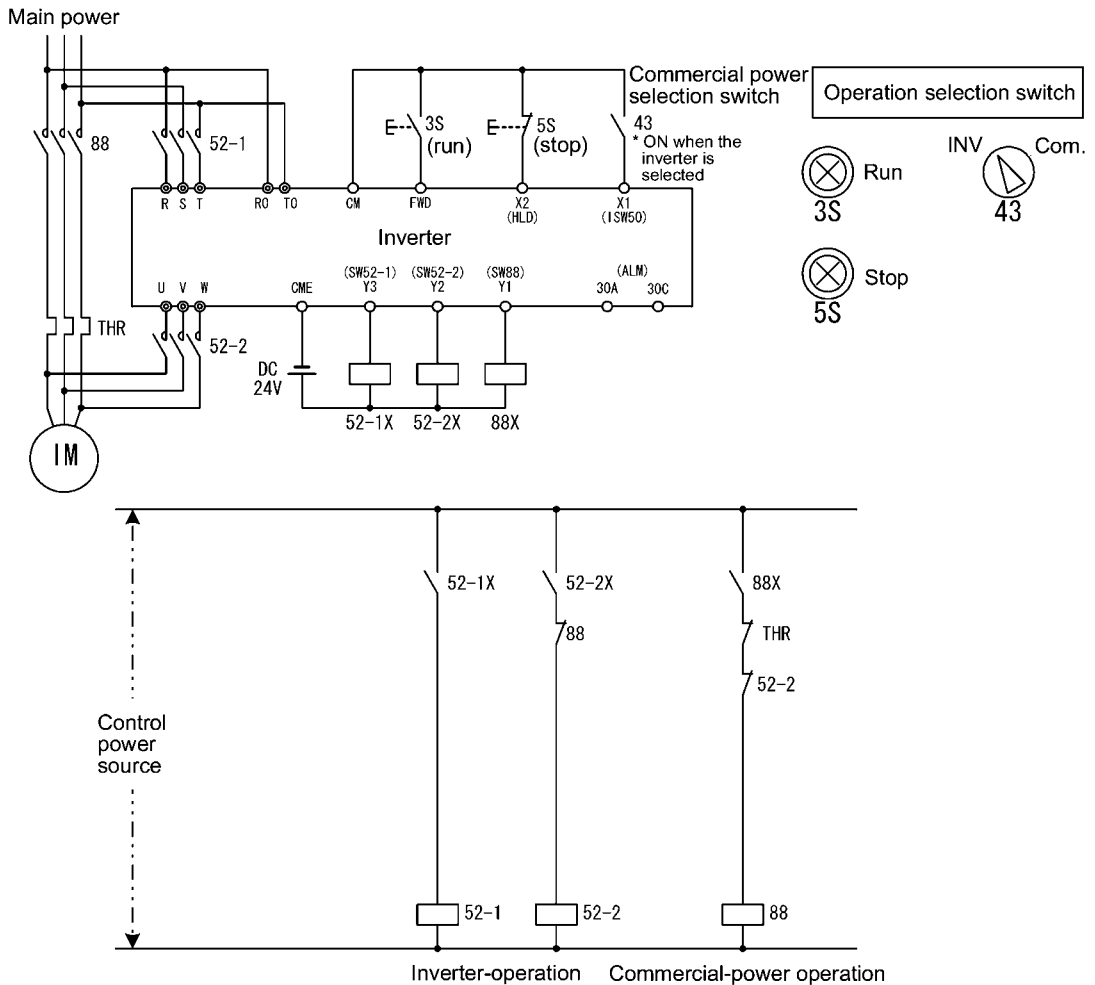 Main power
88
52-1
3S
(run)
5S
(stop)
Commercial power
selection switch
43
* ON when the
inverter is
selected
Operation selection switch
INV
Com.
Run
3S
43
Stop
5S
R S T
R0 T0
CM
FWD
X2
(HLD)
X1
(ISW50)
Inverter
U V W
CME
(SW52-1)
Y3
(SW52-2)
Y2
(SW88)
Y1
(ALM)
30A
30C
THR
52-2
DC
24V
52-1X
52-2X
88X
IM
52-1X
52-2X
88X
88
THR
52-2
Control
power
source
52-1
52-2
88
Inverter-operation
Commercial-power operation